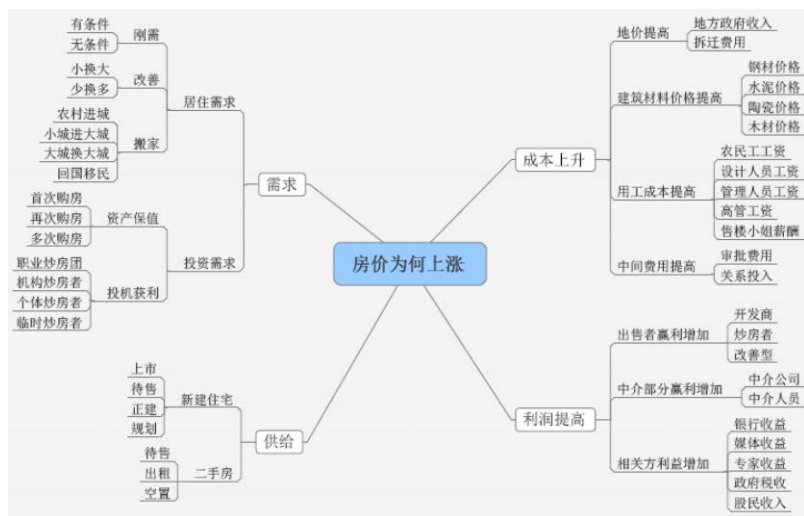 房价为何上涨
需求
居住需求
刚需
有条件
无条件
改善
小换大
少换多
搬家
农村进城
小城进大城
大城换大城
回国移民
投资需求
资产保值
首次购房
再次购房
多次购房
投机获利
职业炒房团
机构炒房者
个体炒房者
临时炒房者
供给
新建住宅
上市
待售
正建
规划
二手房
待售
出租
空置
成本上升
地价提高
地方政府收入
拆迁费用
建筑材料价格提高
钢材价格
水泥价格
陶瓷价格
木材价格
用工成本提高
农民工工资
设计人员工资
管理人员工资
高管工资
售楼小姐薪酬
中间费用提高
审批费用
关系投入
利润提高
出售者赢利增加
开发商
炒房者
改善型
中介部分赢利增加
中介公司
中介人员
相关方利益增加
银行收益
媒体收益
专家收益
政府税收
股民收入